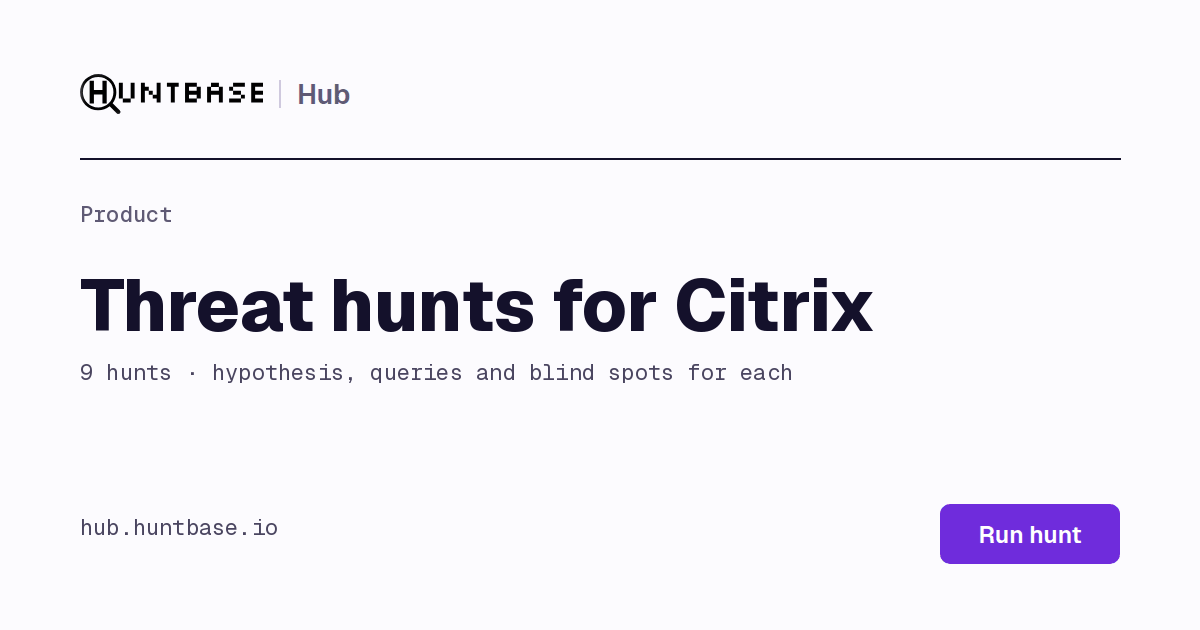 HUNTBASE | Hub
Product
Threat hunts for Citrix
9 hunts · hypothesis, queries and blind spots for each
hub.huntbase.io
Run hunt